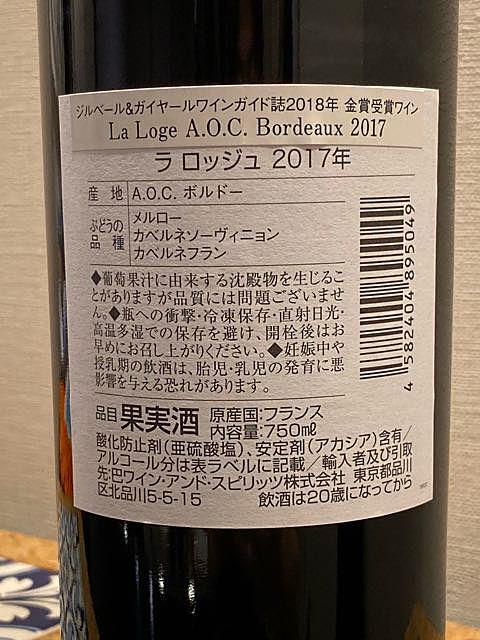 ジルベール&ガイヤールワインガイド誌2018年 金賞受賞ワイン
La Loge A.O.C. Bordeaux 2017
ラ ロッジュ 2017年
産 地 A.O.C. ボルドー
ぶどうの品 種 メルロー
カベルネソーヴィニョン
カベルネフラン
◆葡萄果汁に由来する沈殿物を生じるこ
とがありますが品質には問題ございませ
ん。◆瓶への衝撃・冷凍保存・直射日光・
高温多湿での保存を避け、開栓後はお
早めにお召し上がりください。◆妊娠中や
授乳期の飲酒は、胎児・乳児の発育に悪
影響を与える恐れがあります。
4 582404 895049
品目 果実酒 原産国:フランス
内容量:750㎖
酸化防止剤(亜硫酸塩)、安定剤(アカシア)含有/
アルコール分は表ラベルに記載/輸入者及び引取
先:巴ワイン・アンド・スピリッツ株式会社 東京都品川
区北品川5-5-15 飲酒は20歳になってから